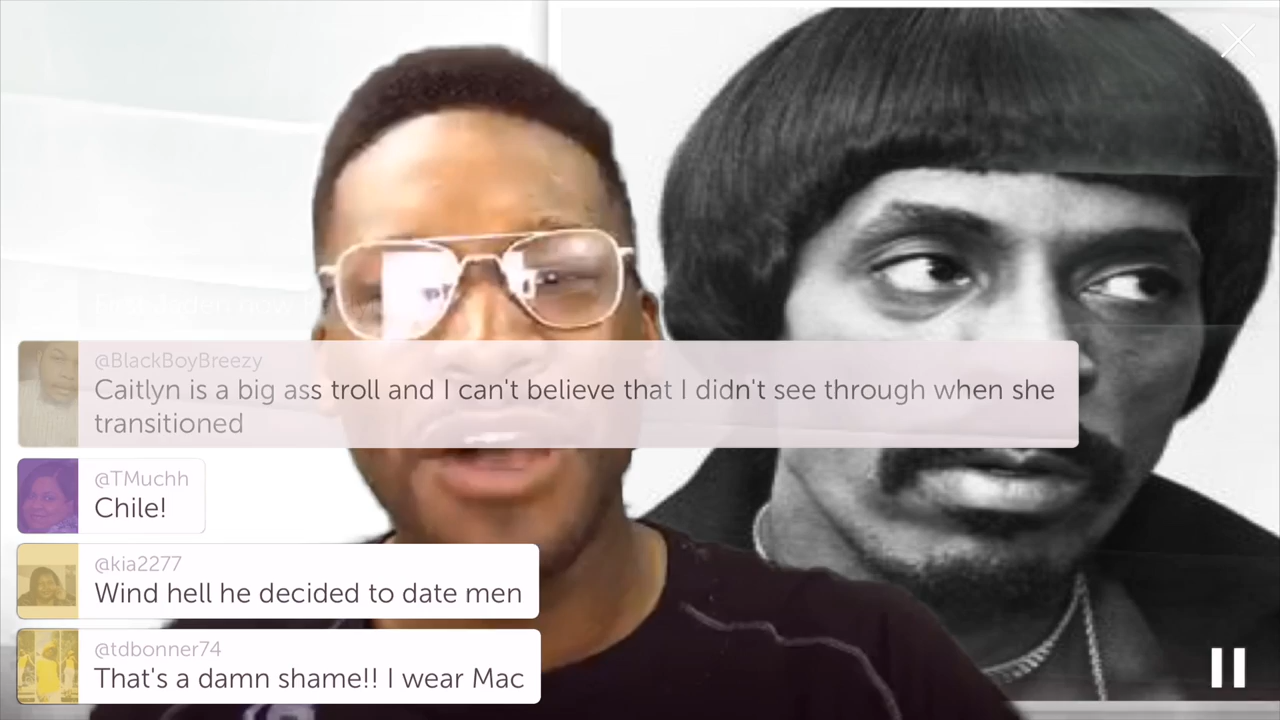 @BlackBoyBreezy
Caitlyn is a big ass troll and I can't believe that I didn't see through when she
transitioned
@TMuchh
Chile!
@kia2277
Wind hell he decided to date men
@tdbonner74
That's a damn shame!! I wear Mac